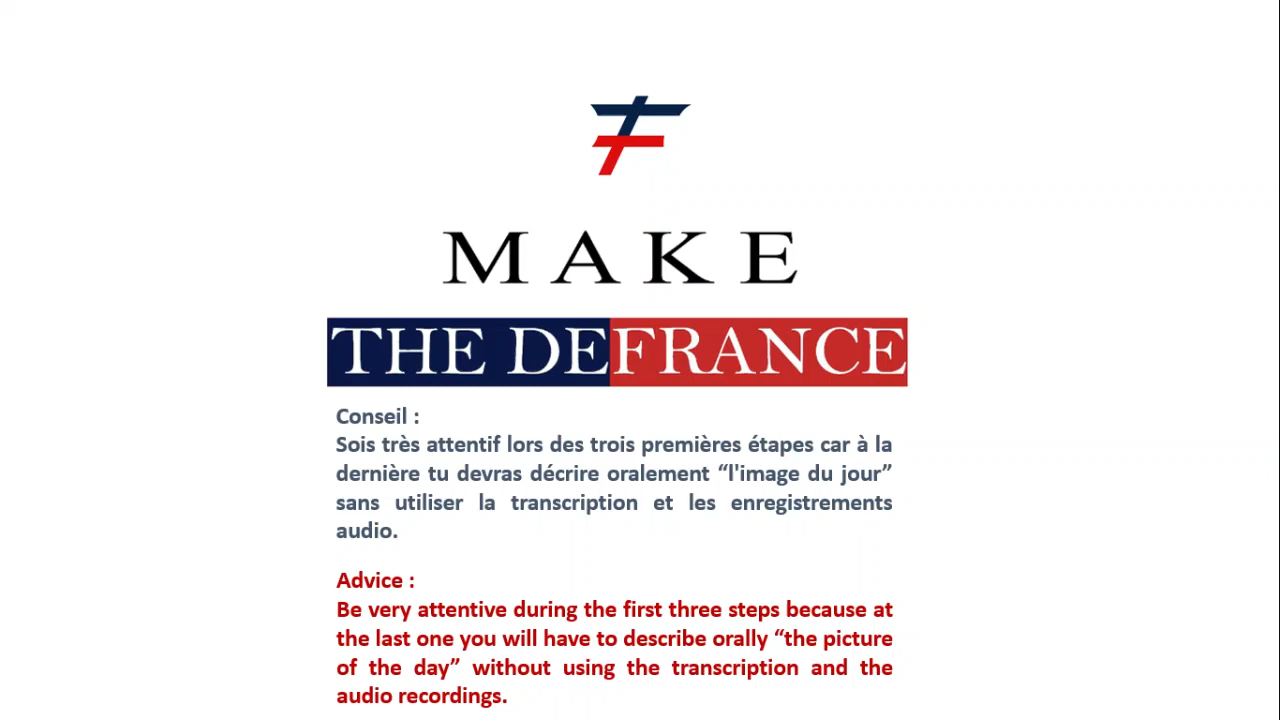 MAKE
THE DEFRANCE
Conseil :
Sois très attentif lors des trois premières étapes car à la
dernière tu devras décrire oralement “l'image du jour”
sans utiliser la transcription et les enregistrements
audio.
Advice :
Be very attentive during the first three steps because at
the last one you will have to describe orally “the picture
of the day” without using the transcription and the
audio recordings.